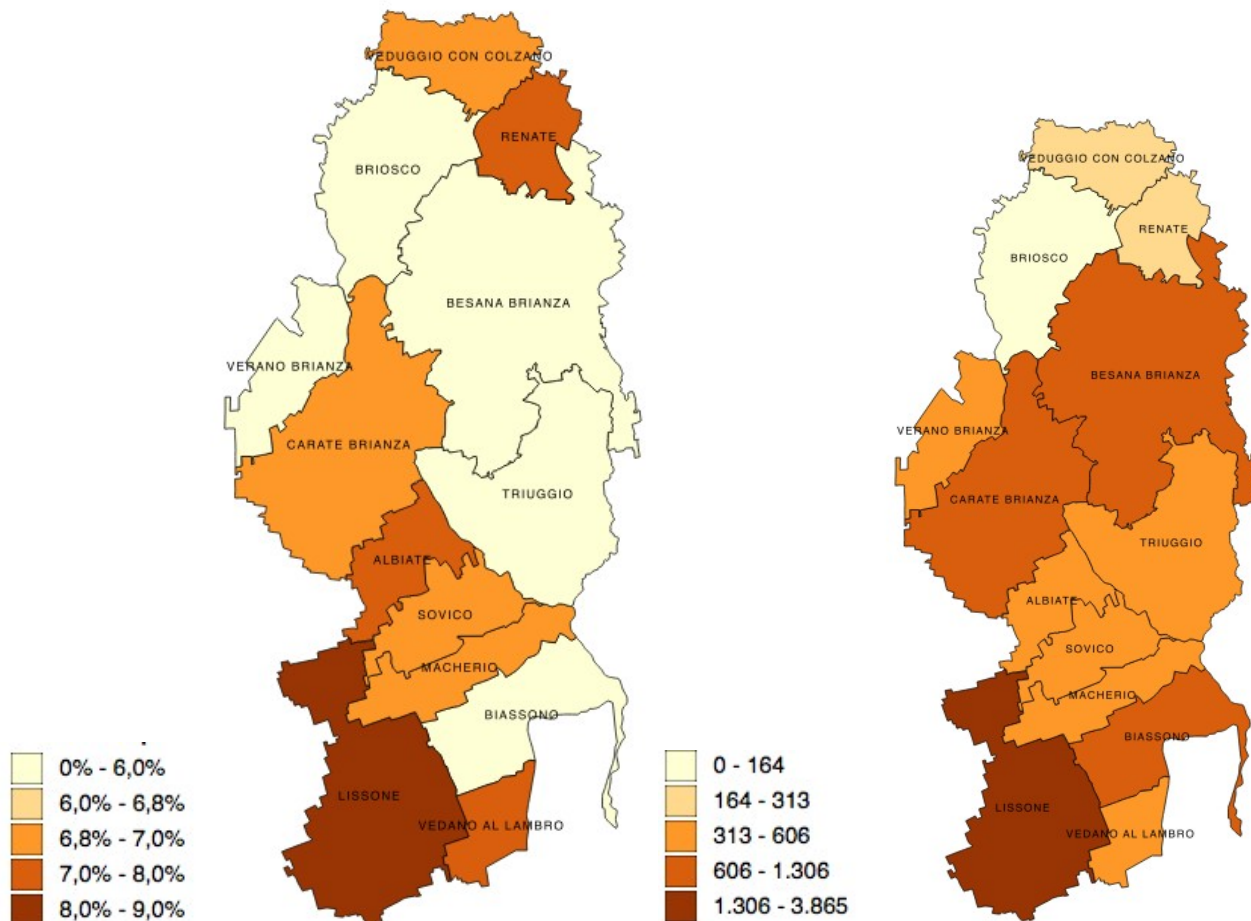 VEDUGGIO CON COLZANO
RENATE
BRIOSCO
BESANA BRIANZA
VERANO BRIANZA
CARATE BRIANZA
TRIUGGIO
ALBIATE
SOVICO
MACHERIO
BIASSONO
LISSONE
VEDANO AL LAMBRO
0% - 6,0%
6,0% - 6,8%
6,8% - 7,0%
7,0% - 8,0%
8,0% - 9,0%
VEDUGGIO CON COLZANO
RENATE
BRIOSCO
BESANA BRIANZA
VERANO BRIANZA
CARATE BRIANZA
TRIUGGIO
ALBIATE
SOVICO
MACHERIO
BIASSONO
LISSONE
VEDANO AL LAMBRO
0 - 164
164 - 313
313 - 606
606 - 1.306
1.306 - 3.865